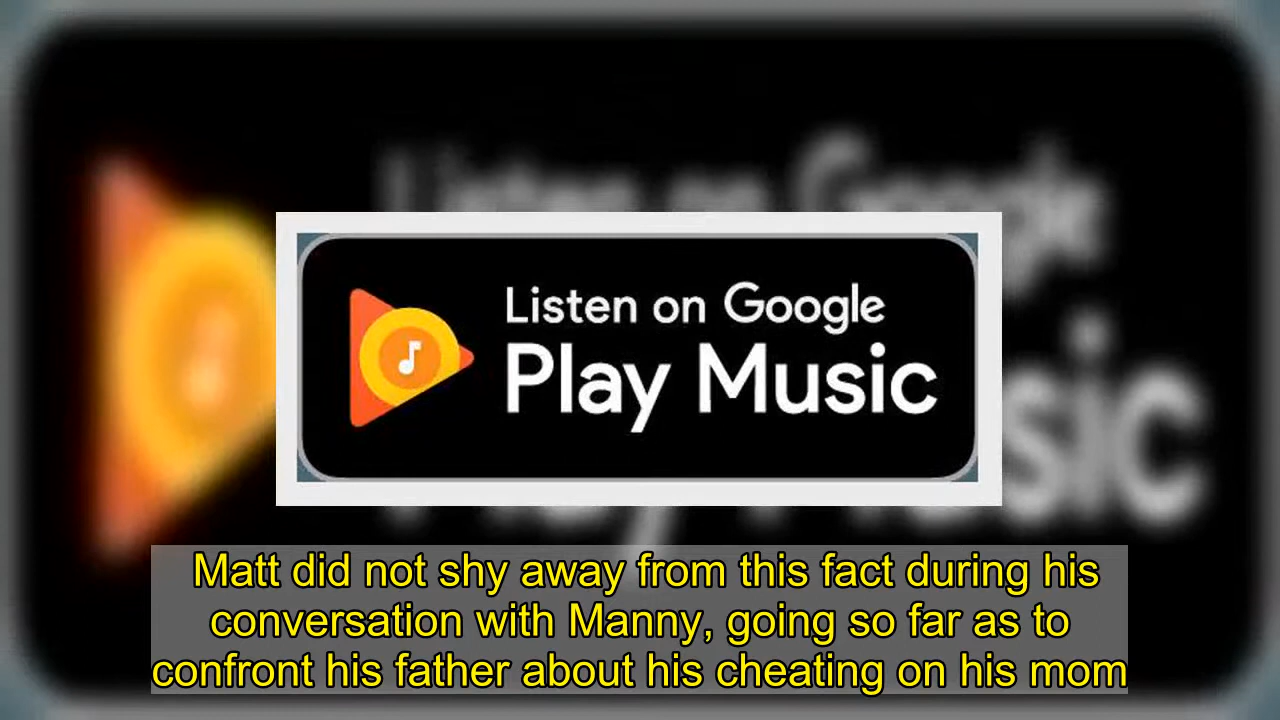 Listen on Google
Play Music
Matt did not shy away from this fact during his
conversation with Manny, going so far as to
confront his father about his cheating on his mom